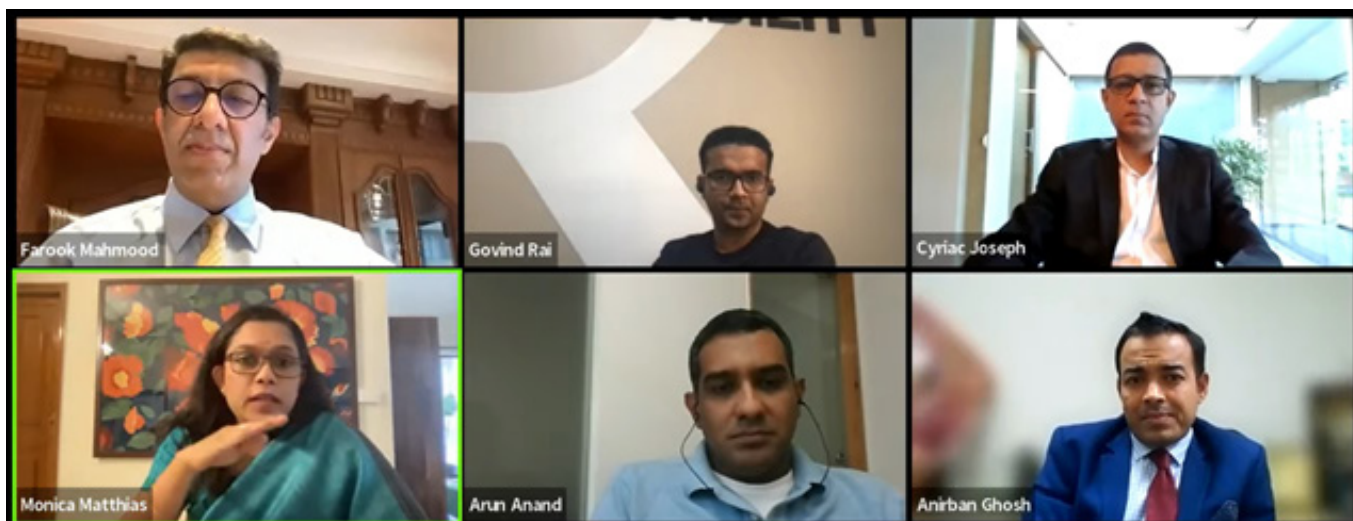 Farook Mahmood
Govind Rai
Cyriac Joseph
Monica Matthias
Arun Anand
Anirban Ghosh